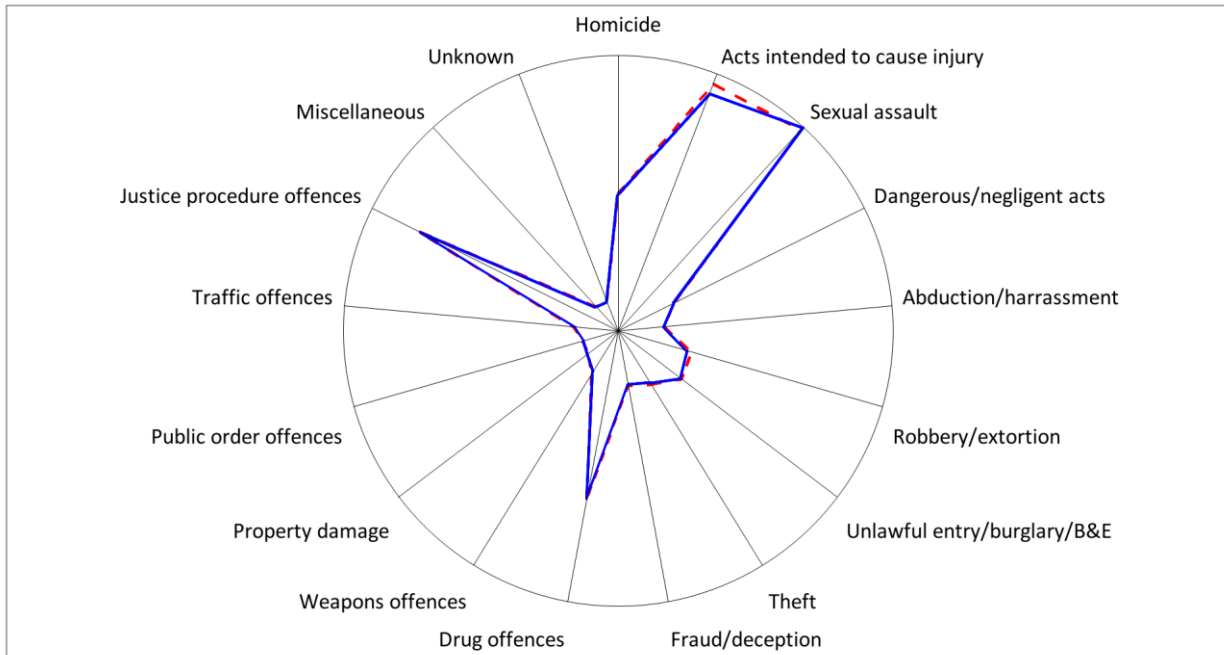 Homicide
Unknown
Acts intended to cause injury
Miscellaneous
Sexual assault
Justice procedure offences
Dangerous/negligent acts
Traffic offences
Abduction/harrassment
Public order offences
Robbery/extortion
Property damage
Unlawful entry/burglary/B&E
Weapons offences
Theft
Drug offences
Fraud/deception